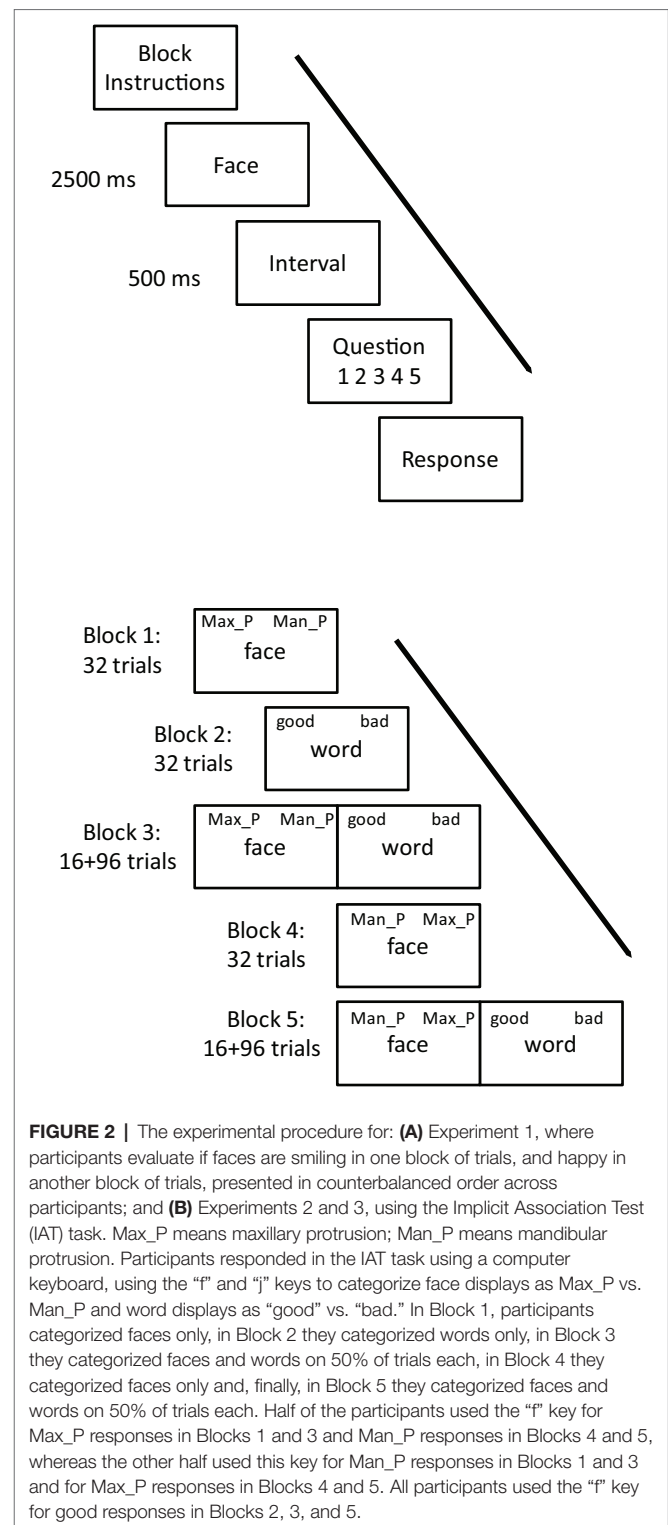 Block
Instructions
2500 ms
Face
500 ms
Interval
Question
1 2 3 4 5
Response
Block 1:
32 trials
Max_P Man_P
face
Block 2:
32 trials
good bad
word
Block 3:
16+96 trials
Max_P Man_P good bad
face word
Block 4:
32 trials
Man_P Max_P
face
Block 5:
16+96 trials
Man_P Max_P good bad
face word
FIGURE 2 | The experimental procedure for: (A) Experiment 1, where
participants evaluate if faces are smiling in one block of trials, and happy in
another block of trials, presented in counterbalanced order across
participants; and (B) Experiments 2 and 3, using the Implicit Association Test
(IAT) task. Max_P means maxillary protrusion; Man_P means mandibular
protrusion. Participants responded in the IAT task using a computer
keyboard, using the “f” and “j” keys to categorize face displays as Max_P vs.
Man_P and word displays as “good” vs. “bad.” In Block 1, participants
categorized faces only, in Block 2 they categorized words only, in Block 3
they categorized faces and words on 50% of trials each, in Block 4 they
categorized faces only and, finally, in Block 5 they categorized faces and
words on 50% of trials each. Half of the participants used the “f” key for
Max_P responses in Blocks 1 and 3 and Man_P responses in Blocks 4 and 5,
whereas the other half used this key for Man_P responses in Blocks 1 and 3
and for Max_P responses in Blocks 4 and 5. All participants used the “f” key
for good responses in Blocks 2, 3, and 5.